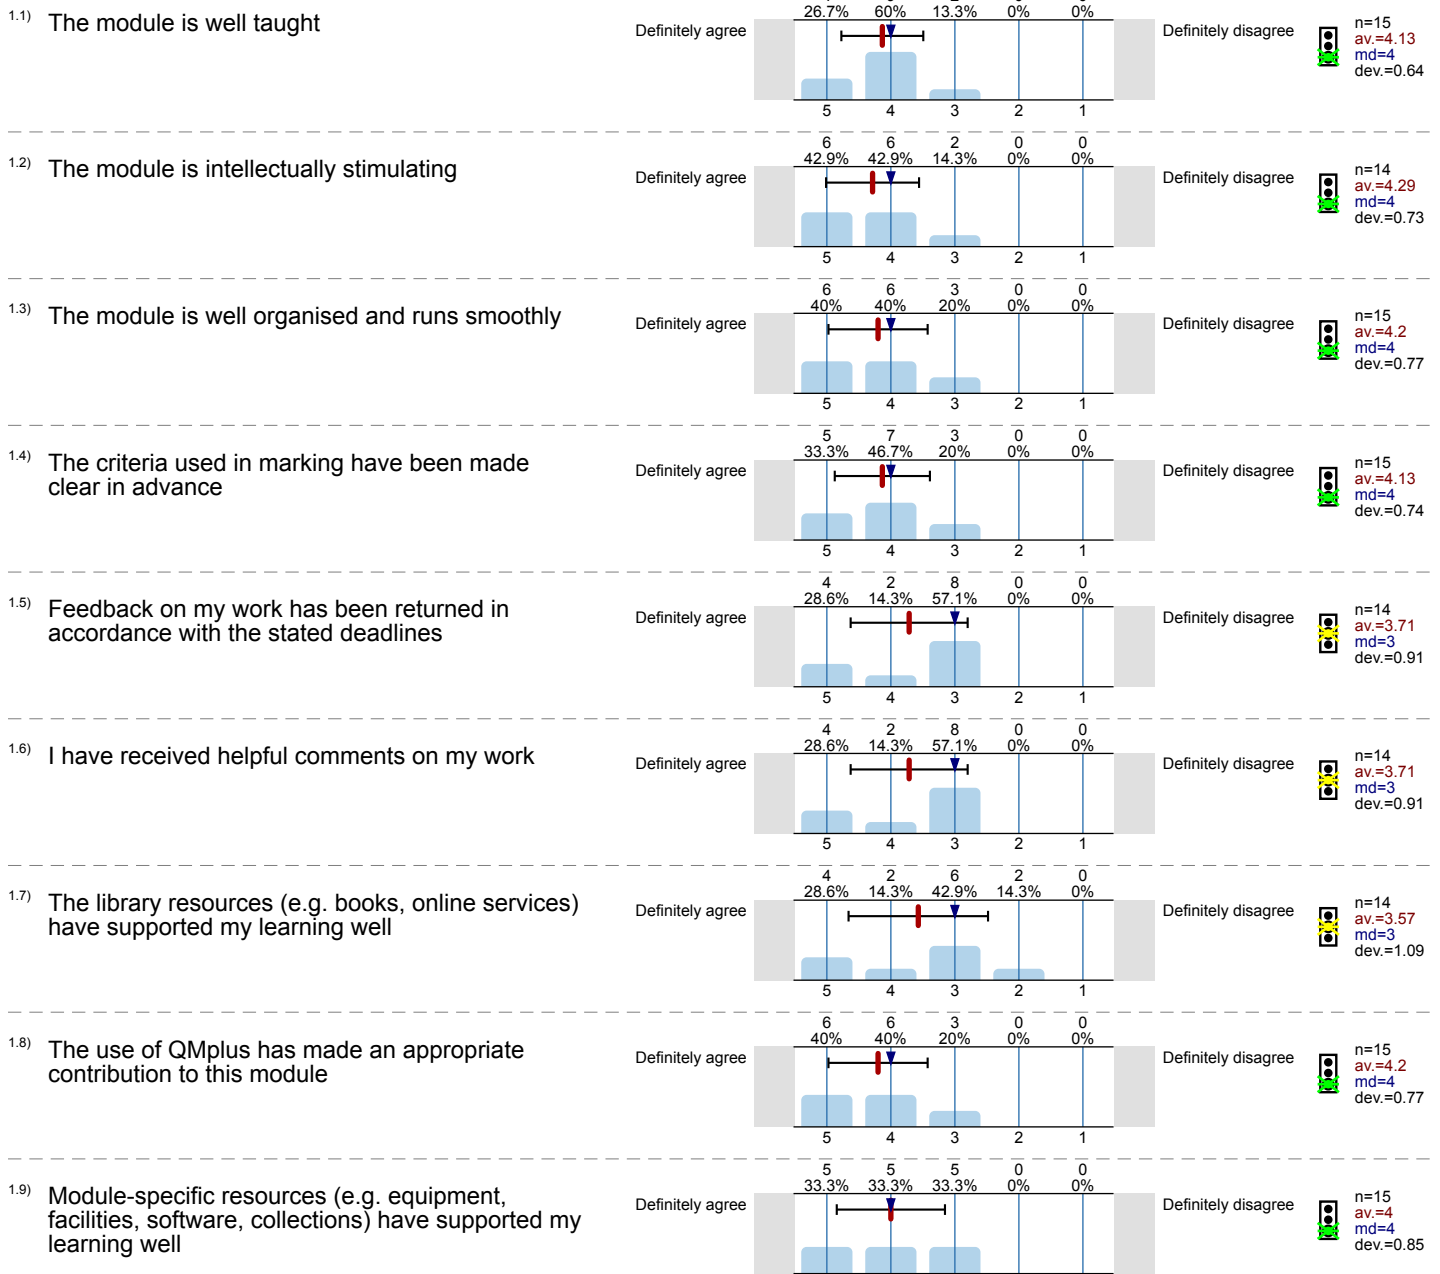 1.1) The module is well taught
Definitely agree
26.7% 60% 13.3% 0% 0%
5 4 3 2 1
Definitely disagree
n=15
av.=4.13
md=4
dev.=0.64
6 6 2 0 0
1.2) The module is intellectually stimulating
Definitely agree
42.9% 42.9% 14.3% 0% 0%
5 4 3 2 1
Definitely disagree
n=14
av.=4.29
md=4
dev.=0.73
6 6 3 0 0
1.3) The module is well organised and runs smoothly
Definitely agree
40% 40% 20% 0% 0%
5 4 3 2 1
Definitely disagree
n=15
av.=4.2
md=4
dev.=0.77
5 7 3 0 0
1.4) The criteria used in marking have been made
clear in advance
Definitely agree
33.3% 46.7% 20% 0% 0%
5 4 3 2 1
Definitely disagree
n=15
av.=4.13
md=4
dev.=0.74
4 2 8 0 0
1.5) Feedback on my work has been returned in
accordance with the stated deadlines
Definitely agree
28.6% 14.3% 57.1% 0% 0%
5 4 3 2 1
Definitely disagree
n=14
av.=3.71
md=3
dev.=0.91
4 2 8 0 0
1.6) I have received helpful comments on my work
Definitely agree
28.6% 14.3% 57.1% 0% 0%
5 4 3 2 1
Definitely disagree
n=14
av.=3.71
md=3
dev.=0.91
4 2 6 2 0
1.7) The library resources (e.g. books, online services)
have supported my learning well
Definitely agree
28.6% 14.3% 42.9% 14.3% 0%
5 4 3 2 1
Definitely disagree
n=14
av.=3.57
md=3
dev.=1.09
6 6 3 0 0
1.8) The use of QMplus has made an appropriate
contribution to this module
Definitely agree
40% 40% 20% 0% 0%
5 4 3 2 1
Definitely disagree
n=15
av.=4.2
md=4
dev.=0.77
5 5 5 0 0
1.9) Module-specific resources (e.g. equipment,
facilities, software, collections) have supported my
learning well
Definitely agree
33.3% 33.3% 33.3% 0% 0%
Definitely disagree
n=15
av.=4
md=4
dev.=0.85